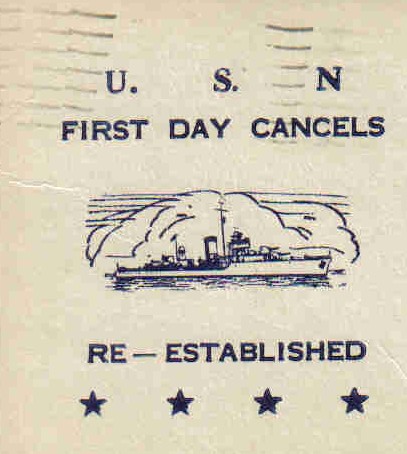 U. S. N
FIRST DAY CANCELS
RE — ESTABLISHED